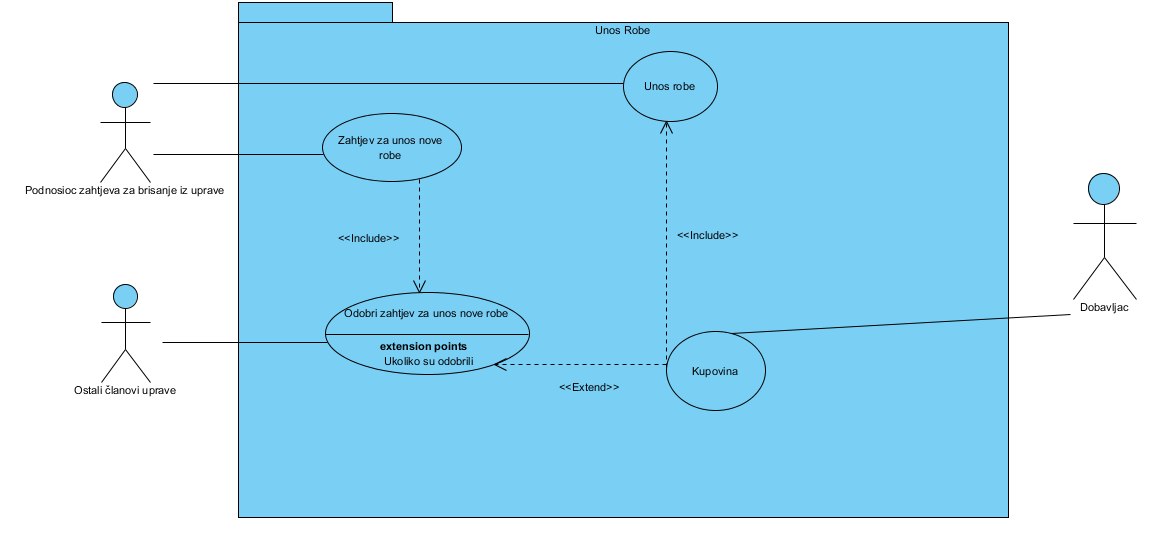 Unos Robe
Unos robe
Zahtjev za unos nove
robe
Podnosioc zahtjeva za brisanje iz uprave
<<Include>>
<<Include>>
Dobavljac
Odobri zahtjev za unos nove robe
extension points
Ukoliko su odobrili
Kupovina
<<Extend>>
Ostali članovi uprave